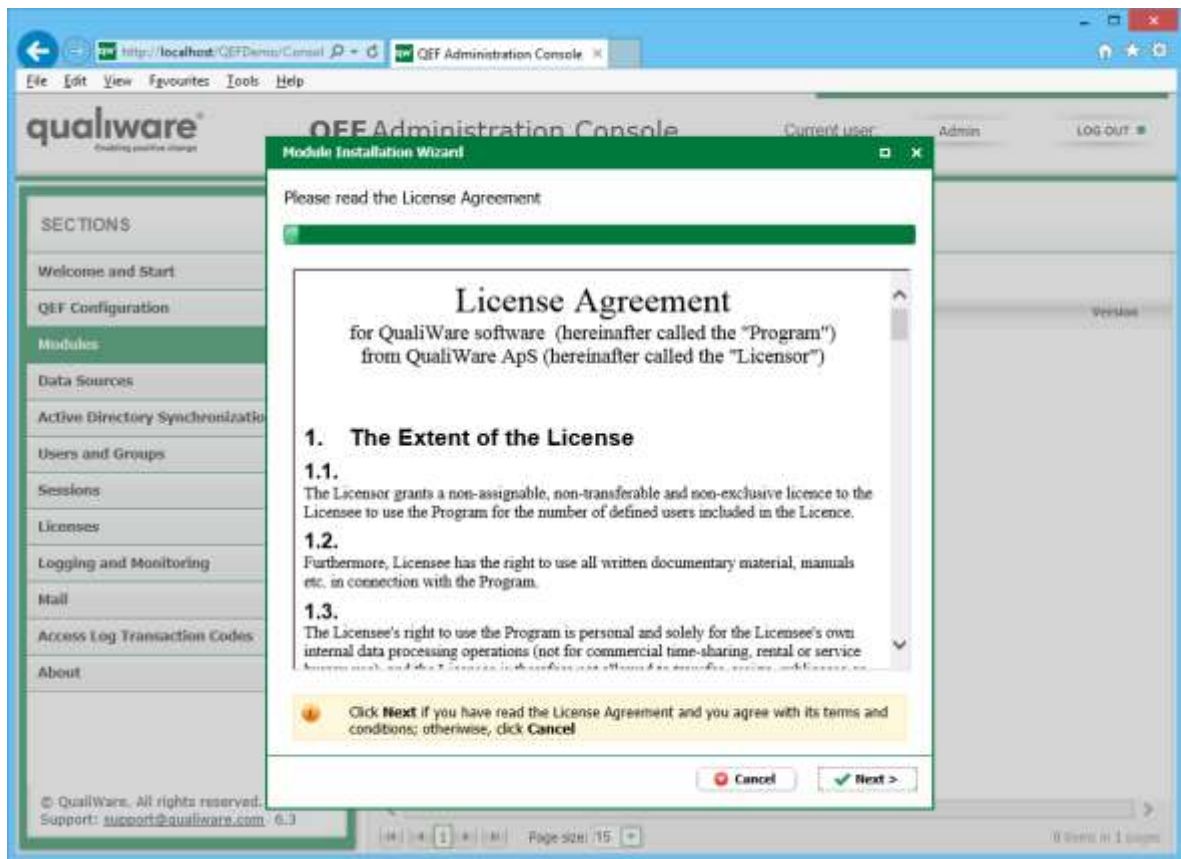 http://localhost/QEFDemo/Consol
QEF Administration Console
File Edit View Favourites Tools Help
qualiware®
Enabling positive change
QEF Administration Console
Current user:
Admin
LOG OUT
Module Installation Wizard
Please read the License Agreement
SECTIONS
Welcome and Start
QEF Configuration
Modules
Data Sources
Active Directory Synchronizatio
Users and Groups
Sessions
Licenses
Logging and Monitoring
Mail
Access Log Transaction Codes
About
© QualiWare. All rights reserved.
Support: support@qualiware.com 6.3
Version
License Agreement
for QualiWare software (hereinafter called the "Program")
from QualiWare ApS (hereinafter called the "Licensor")
1. The Extent of the License
1.1.
The Licensor grants a non-assignable, non-transferable and non-exclusive licence to the
Licensee to use the Program for the number of defined users included in the Licence.
1.2.
Furthermore, Licensee has the right to use all written documentary material, manuals
etc. in connection with the Program.
1.3.
The Licensee's right to use the Program is personal and solely for the Licensee's own
internal data processing operations (not for commercial time-sharing, rental or service
Click Next if you have read the License Agreement and you agree with its terms and
conditions; otherwise, click Cancel
Cancel
Next >
1
Page size: 15
0 items in 1 pages